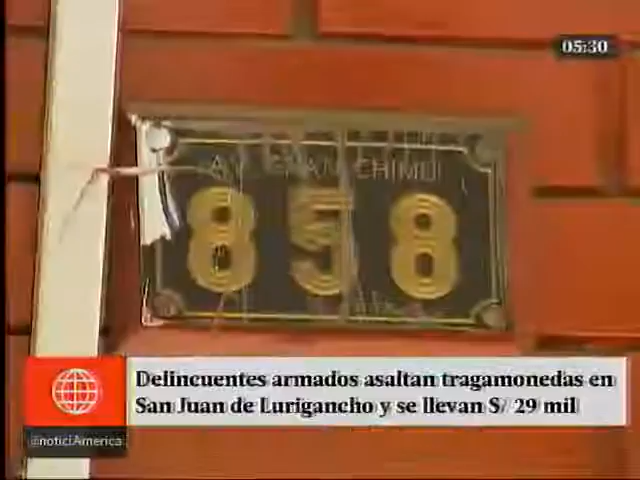 05:30
AV. GRAN CHIMU
858
Delincuentes armados asaltan tragamonedas en
San Juan de Lurigancho y se llevan S/ 29 mil
@noticiAmerica